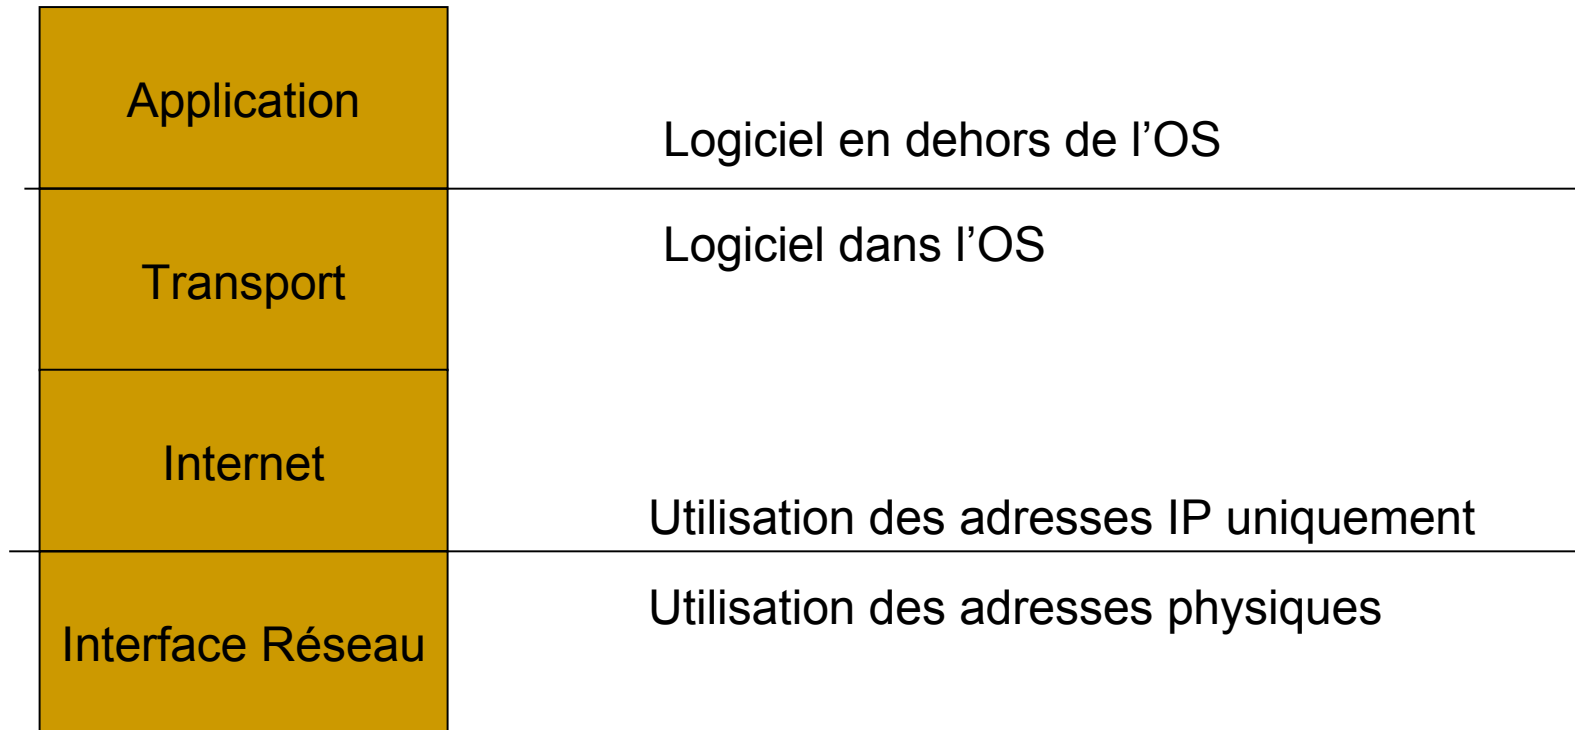 Application
Logiciel en dehors de l’OS
Logiciel dans l’OS
Transport
Internet
Utilisation des adresses IP uniquement
Utilisation des adresses physiques
Interface Réseau